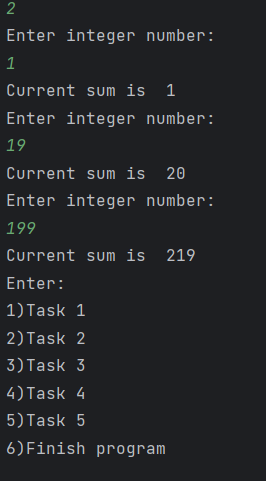 2
Enter integer number:
1
Current sum is  1
Enter integer number:
19
Current sum is  20
Enter integer number:
199
Current sum is  219
Enter:
1)Task 1
2)Task 2
3)Task 3
4)Task 4
5)Task 5
6)Finish program